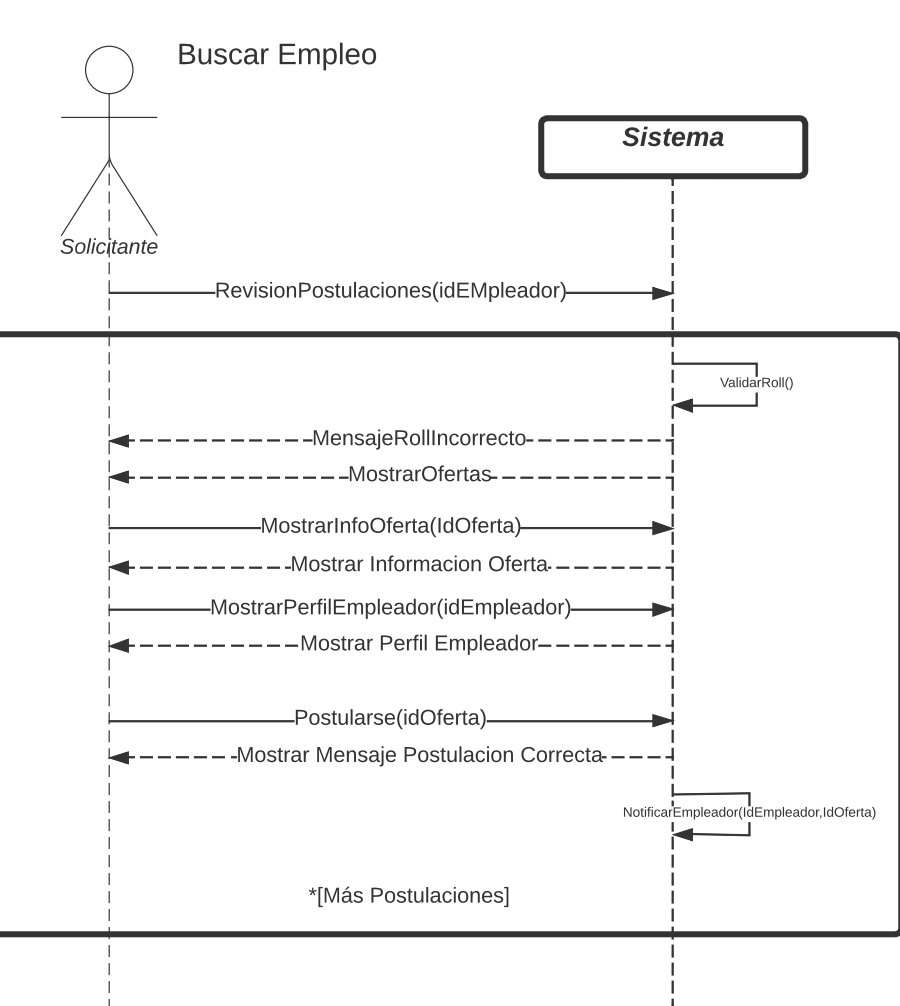 Buscar Empleo
Sistema
Solicitante
RevisionPostulaciones(idEMpleador)
ValidarRoll()
MensajeRollIncorrecto
MostrarOfertas
MostrarInfoOferta(IdOferta)
Mostrar Informacion Oferta
MostrarPerfilEmpleador(idEmpleador)
Mostrar Perfil Empleador
Postularse(idOferta)
Mostrar Mensaje Postulacion Correcta
NotificarEmpleador(IdEmpleador,IdOferta)
*[Más Postulaciones]